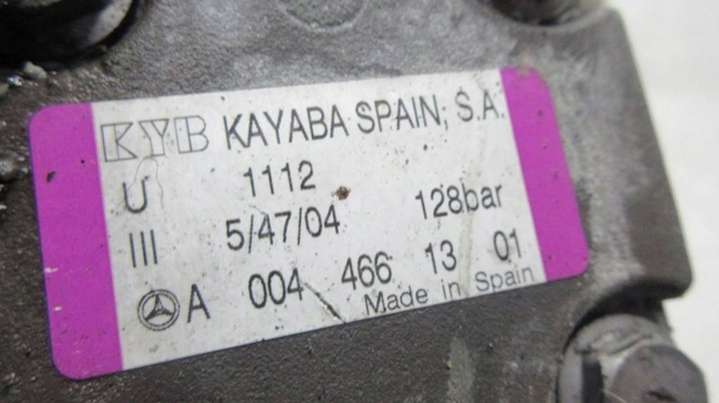 KYB KAYABA SPAIN, S.A.
U 1112
III 5/47/04 128bar
A 004 466 13 01
Made in Spain